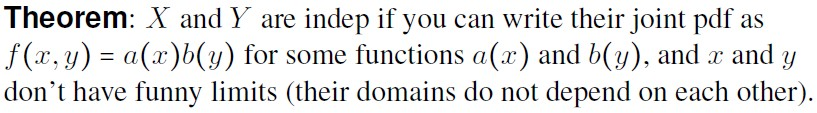 Theorem: X and Y are indep if you can write their joint pdf as
f(x, y) = a(x)b(y) for some functions a(x) and b(y), and x and y
don’t have funny limits (their domains do not depend on each other).